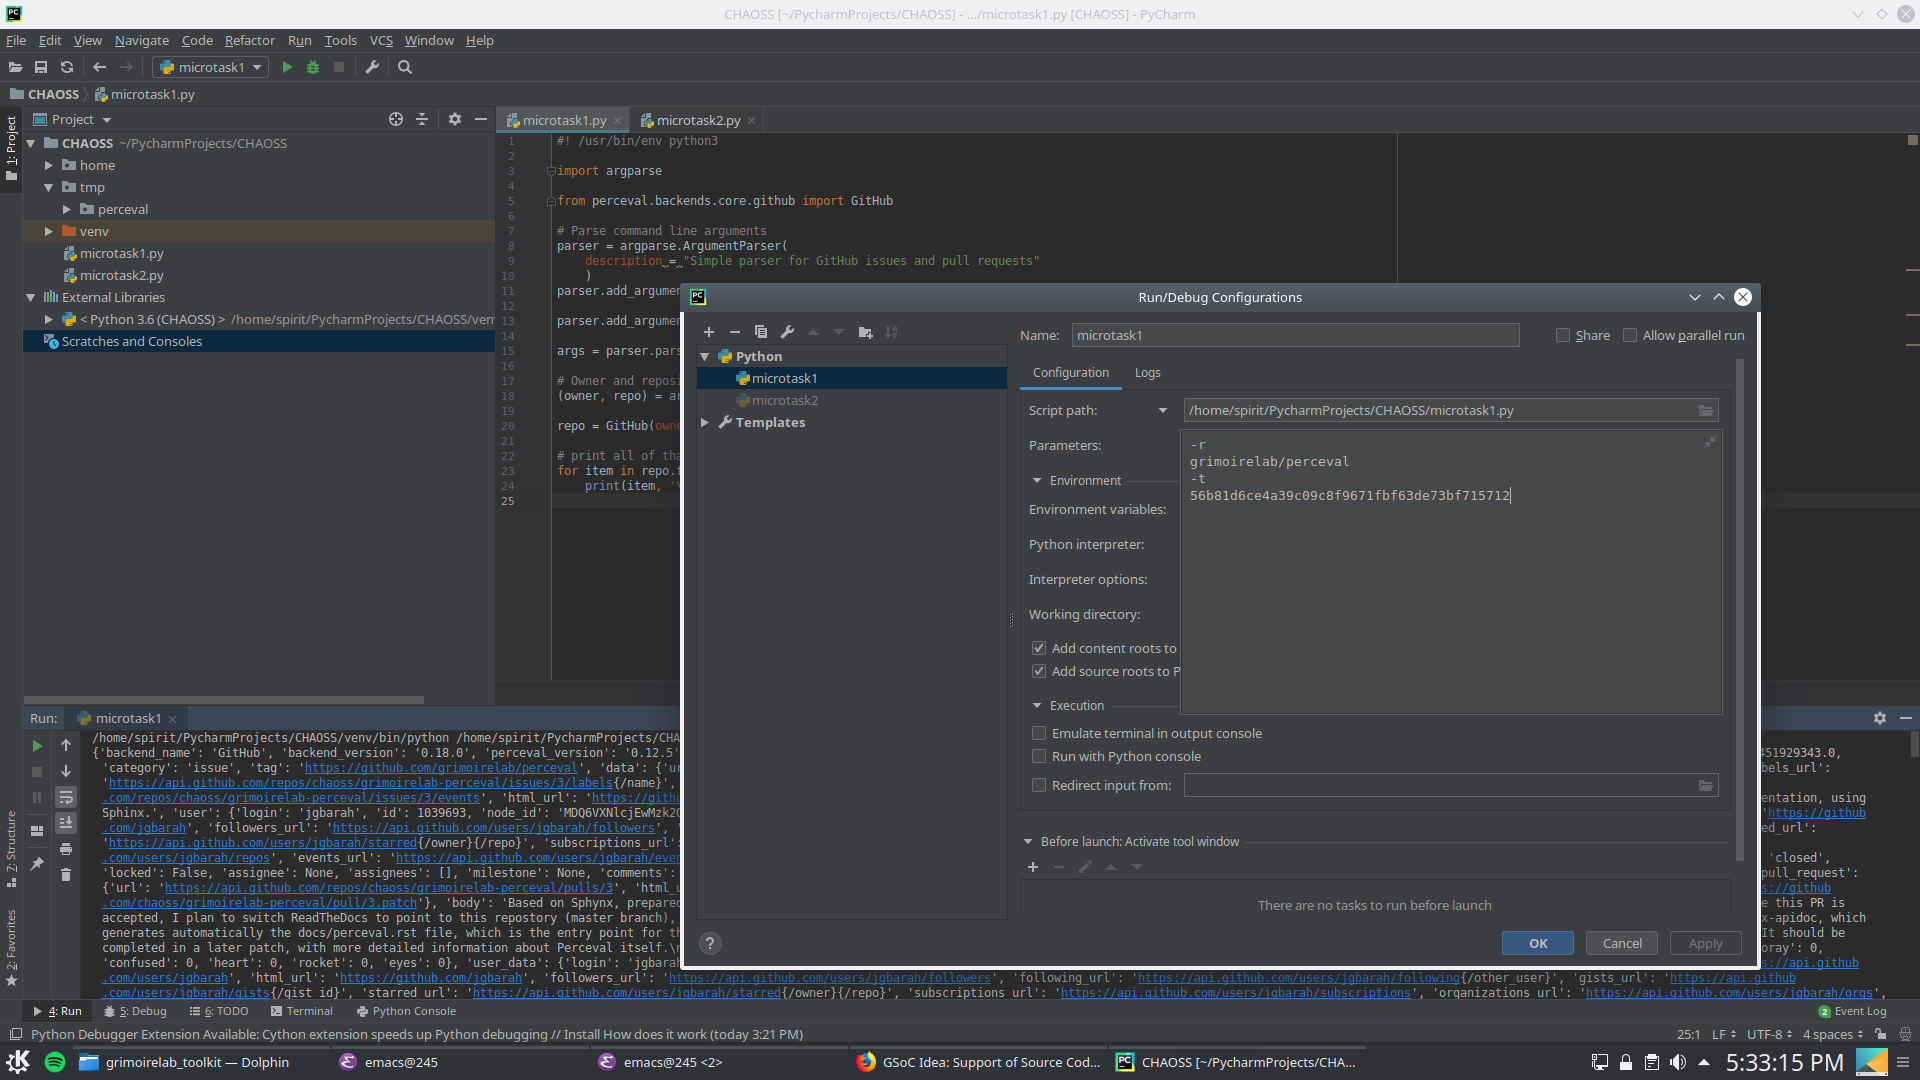 CHAOSS [~/PycharmProjects/CHAOSS] - .../microtask1.py [CHAOSS] - PyCharm
File Edit View Navigate Code Refactor Run Tools VCS Window Help
microtask1
CHAOSS microtask1.py
1: Project
Project
microtask1.py microtask2.py
CHAOSS ~/PycharmProjects/CHAOSS
home
tmp
perceval
venv
microtask1.py
microtask2.py
External Libraries
< Python 3.6 (CHAOSS) > /home/spirit/PycharmProjects/CHAOSS/ven
Scratches and Consoles
1 #! /usr/bin/env python3
2
3 import argparse
4
5 from perceval.backends.core.github import GitHub
6
7 # Parse command line arguments
8 parser = argparse.ArgumentParser(
9 description = "Simple parser for GitHub issues and pull requests"
10 )
11 parser.add_argumen
12
13 parser.add_argumen
14
15 args = parser.pars
16
17 # Owner and reposi
18 (owner, repo) = ar
19
20 repo = GitHub(owne
21
22 # print all of tha
23 for item in repo.f
24 print(item, '\
25
Run/Debug Configurations
Python
microtask1
microtask2
Templates
Name: microtask1 Share Allow parallel run
Configuration Logs
Script path: /home/spirit/PycharmProjects/CHAOSS/microtask1.py
Parameters:
-r
grimoirelab/perceval
-t
56b81d6ce4a39c09c8f9671fbf63de73bf715712
Environment
Environment variables:
Python interpreter:
Interpreter options:
Working directory:
Add content roots to
Add source roots to P
Execution
Emulate terminal in output console
Run with Python console
Redirect input from:
Before launch: Activate tool window
There are no tasks to run before launch
? OK Cancel Apply
Run: microtask1
/home/spirit/PycharmProjects/CHAOSS/venv/bin/python /home/spirit/PycharmProjects/CHA
{'backend_name': 'GitHub', 'backend_version': '0.18.0', 'perceval_version': '0.12.5' 451929343.0,
'category': 'issue', 'tag': 'https://github.com/grimoirelab/perceval', 'data': {'ur bels_url':
'https://api.github.com/repos/chaoss/grimoirelab-perceval/issues/3/labels{/name}',
.com/repos/chaoss/grimoirelab-perceval/issues/3/events', 'html_url': 'https://gith entation, using
Sphinx.', 'user': {'login': 'jgbarah', 'id': 1039693, 'node_id': 'MDQ6VXNlcjEwMzk2O 'https://github
.com/jgbarah', 'followers_url': 'https://api.github.com/users/jgbarah/followers', ed_url':
'https://api.github.com/users/jgbarah/starred{/owner}{/repo}', 'subscriptions_url'
.com/users/jgbarah/repos', 'events_url': 'https://api.github.com/users/jgbarah/even 'closed',
'locked': False, 'assignee': None, 'assignees': [], 'milestone': None, 'comments': pull_request':
{'url': 'https://api.github.com/repos/chaoss/grimoirelab-perceval/pulls/3', 'html_u s://github
.com/chaoss/grimoirelab-perceval/pull/3.patch'}, 'body': 'Based on Sphynx, prepared e this PR is
accepted, I plan to switch ReadTheDocs to point to this repostory (master branch), x-apidoc, which
generates automatically the docs/perceval.rst file, which is the entry point for th It should be
completed in a later patch, with more detailed information about Perceval itself.\ oray': 0,
'confused': 0, 'heart': 0, 'rocket': 0, 'eyes': 0}, 'user_data': {'login': 'jgbarah s://api.github
.com/users/jgbarah', 'html_url': 'https://github.com/jgbarah', 'followers_url': 'https://api.github.com/users/jgbarah/followers', 'following_url': 'https://api.github.com/users/jgbarah/following{/other_user}', 'gists_url': 'https://api.github
.com/users/jgbarah/gists{/gist_id}', 'starred_url': 'https://api.github.com/users/jgbarah/starred{/owner}{/repo}', 'subscriptions_url': 'https://api.github.com/users/jgbarah/subscriptions', 'organizations_url': 'https://api.github.com/users/jgbarah/orgs',
7: Structure
2: Favorites
4: Run 5: Debug 6: TODO Terminal Python Console 2 Event Log
Python Debugger Extension Available: Cython extension speeds up Python debugging // Install How does it work (today 3:21 PM) 25:1 LF UTF-8 4 spaces
grimoirelab_toolkit — Dolphin emacs@245 emacs@245 <2> GSoC Idea: Support of Source Cod... CHAOSS [~/PycharmProjects/CHA... 5:33:15 PM